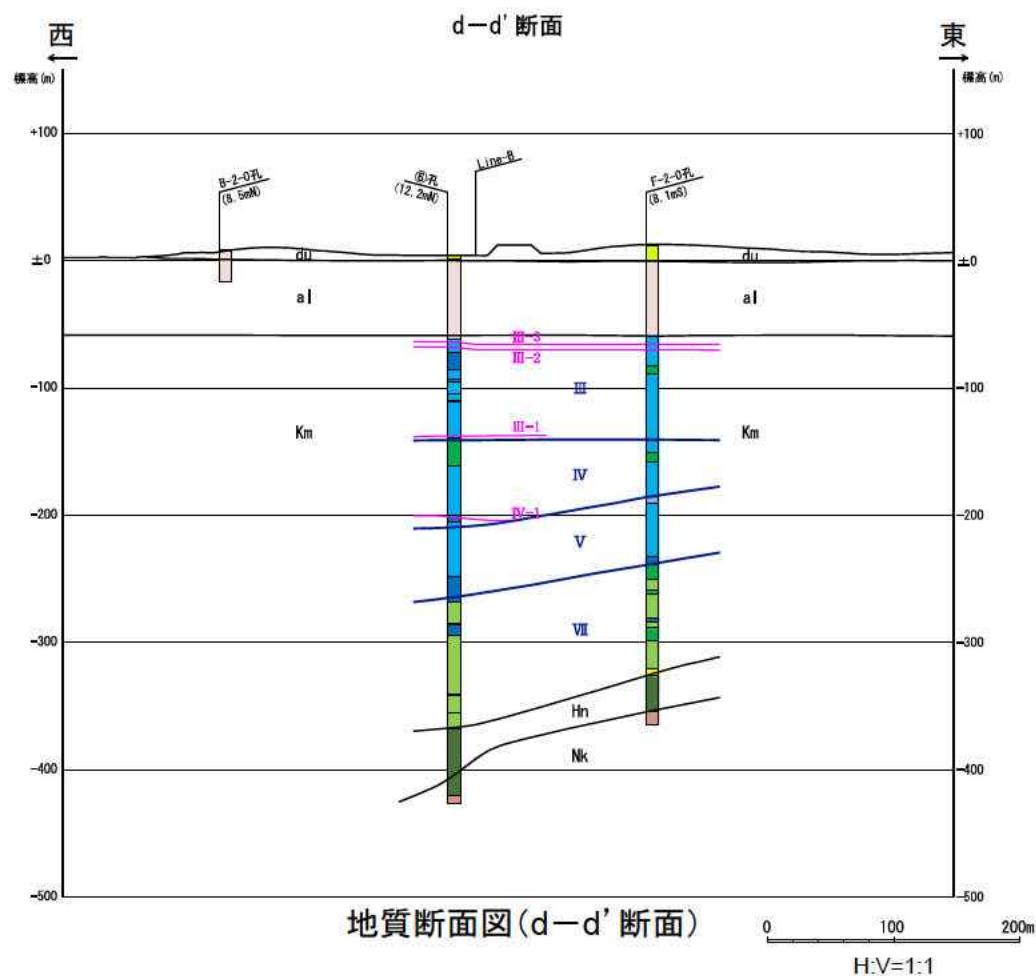 d－d'断面
西
東
標高(m)
標高(m)
+100
+100
Line-B
B-2-0孔
(8.5mN)
⑥孔
(12.2mN)
F-2-0孔
(8.1mS)
du
du
±0
±0
al
al
III-3
III-2
-100
III
-100
Km
III-1
Km
IV
-200
IV-1
-200
V
-300
VII
-300
Hn
Nk
-400
-400
-500
-500
地質断面図(d－d'断面)
0 100 200m
H:V=1:1